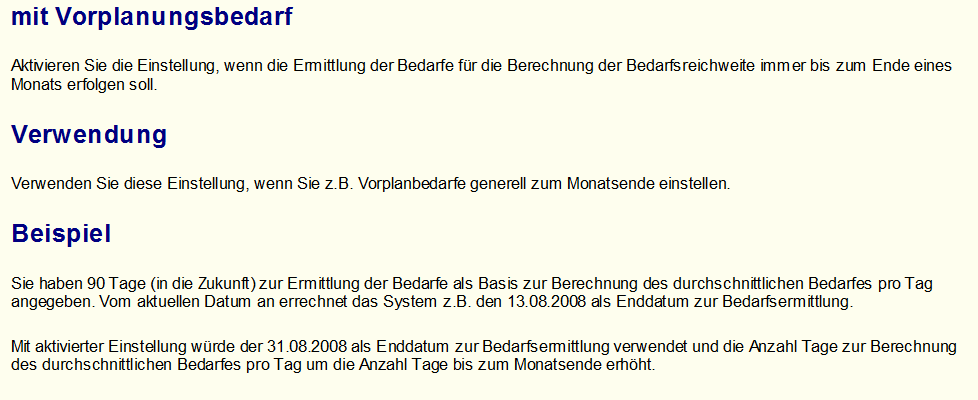 mit Vorplanungsbedarf
Aktivieren Sie die Einstellung, wenn die Ermittlung der Bedarfe für die Berechnung der Bedarfsreichweite immer bis zum Ende eines
Monats erfolgen soll.
Verwendung
Verwenden Sie diese Einstellung, wenn Sie z.B. Vorplanbedarfe generell zum Monatsende einstellen.
Beispiel
Sie haben 90 Tage (in die Zukunft) zur Ermittlung der Bedarfe als Basis zur Berechnung des durchschnittlichen Bedarfes pro Tag
angegeben. Vom aktuellen Datum an errechnet das System z.B. den 13.08.2008 als Enddatum zur Bedarfsermittlung.
Mit aktivierter Einstellung würde der 31.08.2008 als Enddatum zur Bedarfsermittlung verwendet und die Anzahl Tage zur Berechnung
des durchschnittlichen Bedarfes pro Tag um die Anzahl Tage bis zum Monatsende erhöht.